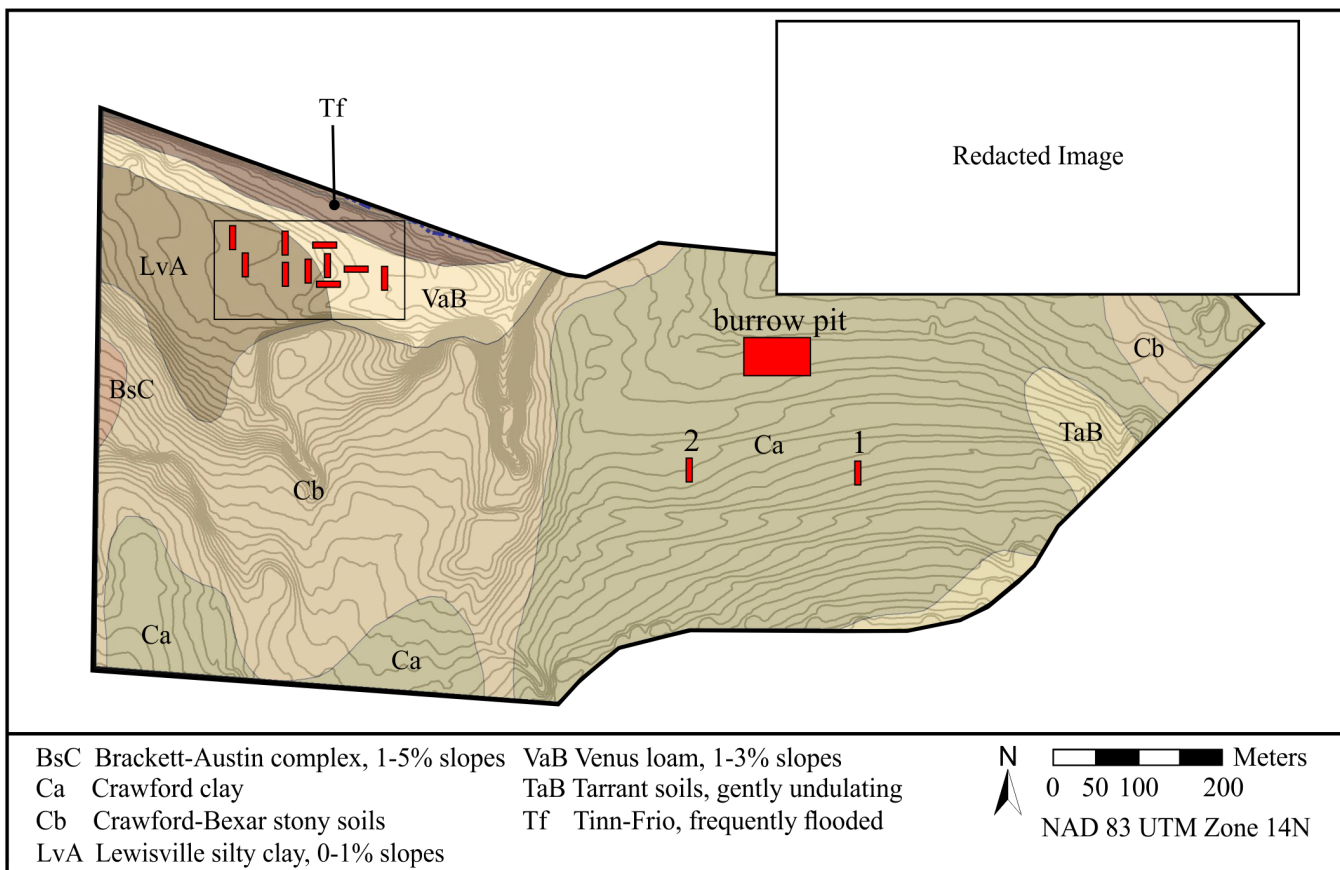 Tf
Redacted Image
LvA
VaB
burrow pit
Cb
BsC
TaB
2
Ca
1
Cb
Ca
Ca
BsC Brackett-Austin complex, 1-5% slopes
Ca Crawford clay
Cb Crawford-Bexar stony soils
LvA Lewisville silty clay, 0-1% slopes
VaB Venus loam, 1-3% slopes
TaB Tarrant soils, gently undulating
Tf Tinn-Frio, frequently flooded
N
Meters
0 50 100 200
NAD 83 UTM Zone 14N